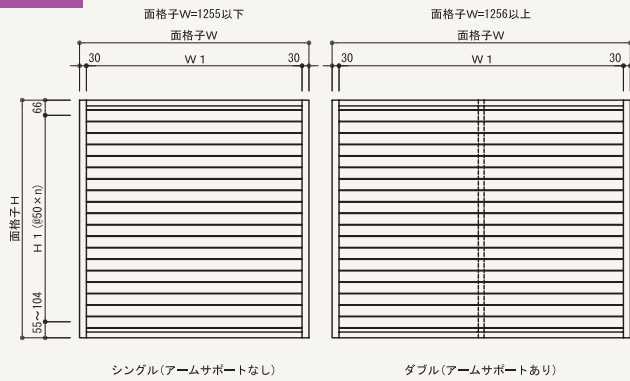 面格子W=1255以下
面格子W=1256以上
面格子W
面格子W
30
W1
30
30
W1
30
66
面格子H
H1(@50×n)
55~104
シングル(アームサポートなし)
ダブル(アームサポートあり)